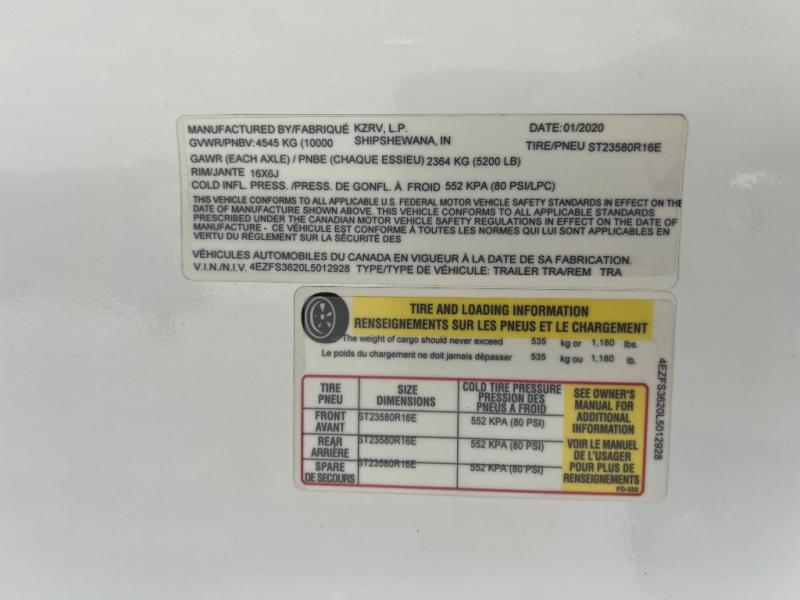 MANUFACTURED BY/FABRIQUÉ KZRV, L.P. DATE: 01/2020
GVWR/PNBV: 4545 KG (10000 SHIPSHEWANA, IN TIRE/PNEU ST23580R16E
GAWR (EACH AXLE) / PNBE (CHAQUE ESSIEU) 2364 KG (5200 LB)
RIM/JANTE 16X6J
COLD INFL. PRESS. /PRESS. DE GONFL. À FROID 552 KPA (80 PSI/LPC)
THIS VEHICLE CONFORMS TO ALL APPLICABLE U.S. FEDERAL MOTOR VEHICLE SAFETY STANDARDS IN EFFECT ON THE
DATE OF MANUFACTURE SHOWN ABOVE. THIS VEHICLE CONFORMS TO ALL APPLICABLE STANDARDS
PRESCRIBED UNDER THE CANADIAN MOTOR VEHICLE SAFETY REGULATIONS IN EFFECT ON THE DATE OF
MANUFACTURE - CE VÉHICULE EST CONFORME À TOUTES LES NORMES QUI LUI SONT APPLICABLES EN
VERTU DU RÉGLEMENT SUR LA SÉCURITÉ DES
VÉHICULES AUTOMOBILES DU CANADA EN VIGUEUR À LA DATE DE SA FABRICATION.
V.I.N./N.I.V. 4EZFS3620L5012928 TYPE/TYPE DE VÉHICULE: TRAILER TRA/REM TRA
TIRE AND LOADING INFORMATION
RENSEIGNEMENTS SUR LES PNEUS ET LE CHARGEMENT
The weight of cargo should never exceed 535 kg or 1,180 lbs.
Le poids du chargement ne doit jamais dépasser 535 kg ou 1,180 lb.
TIRE
PNEU
SIZE
DIMENSIONS
COLD TIRE PRESSURE
PRESSION DES
PNEUS A FROID
FRONT
AVANT
ST23580R16E
552 KPA (80 PSI)
REAR
ARRIÈRE
ST23580R16E
552 KPA (80 PSI)
SPARE
DE SECOURS
ST23580R16E
552 KPA (80 PSI)
SEE OWNER'S
MANUAL FOR
ADDITIONAL
INFORMATION
VOIR LE MANUEL
DE L'USAGER
POUR PLUS DE
RENSEIGNEMENTS
FD-332
4EZFS3620L5012928